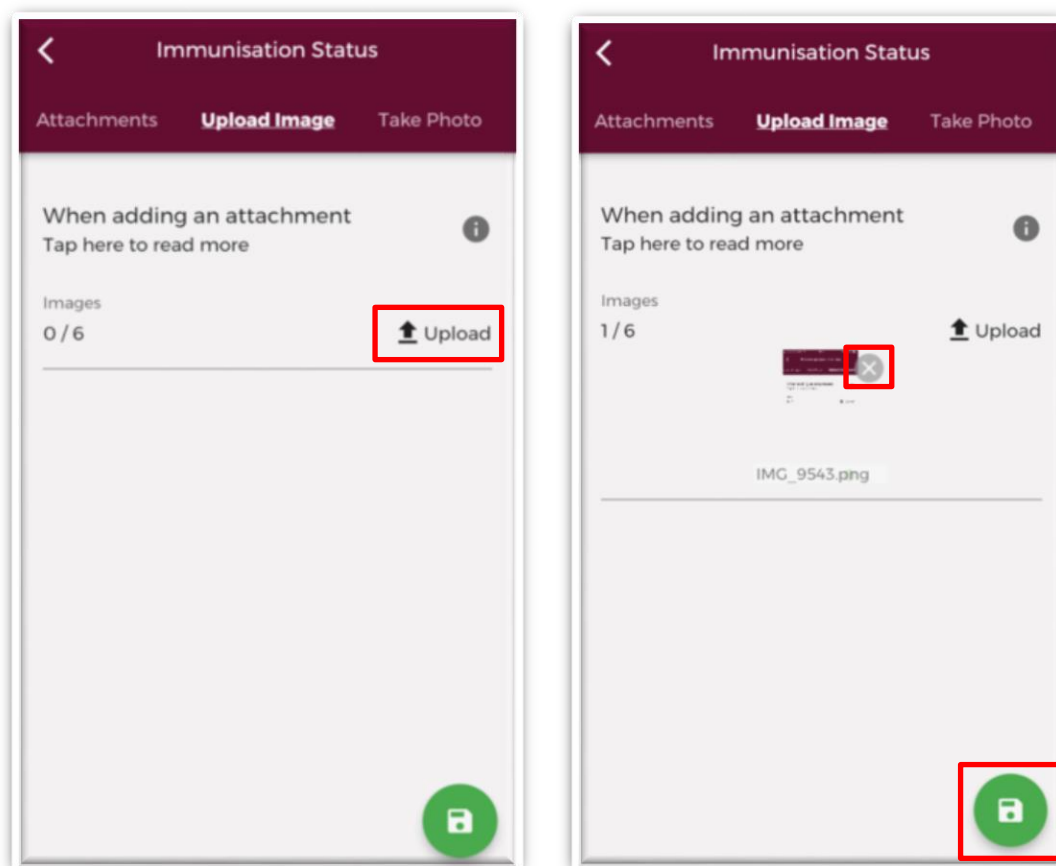 Immunisation Status
Attachments Upload Image Take Photo
When adding an attachment
Tap here to read more
Images
0 / 6 Upload
Immunisation Status
Attachments Upload Image Take Photo
When adding an attachment
Tap here to read more
Images
1 / 6 Upload
IMG_9543.png